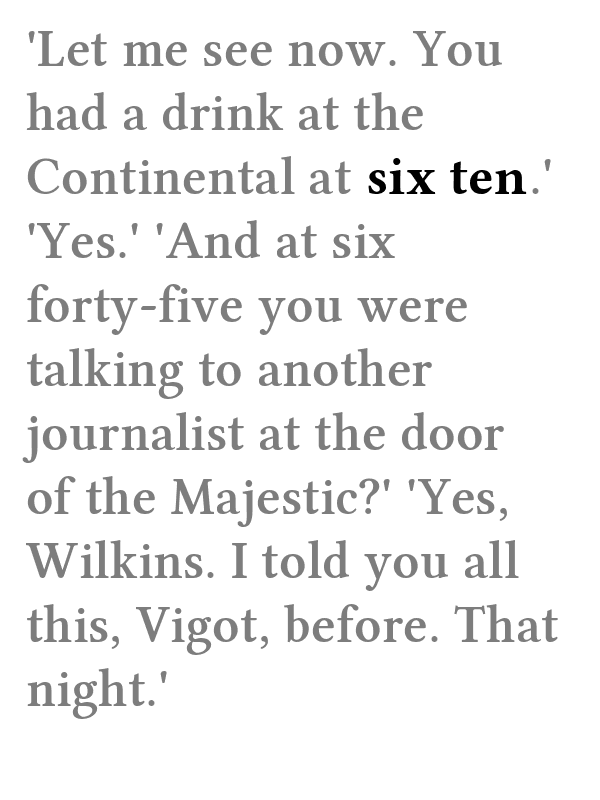 'Let me see now. You
had a drink at the
Continental at six ten.'
'Yes.' 'And at six
forty-five you were
talking to another
journalist at the door
of the Majestic?' 'Yes,
Wilkins. I told you all
this, Vigot, before. That
night.'